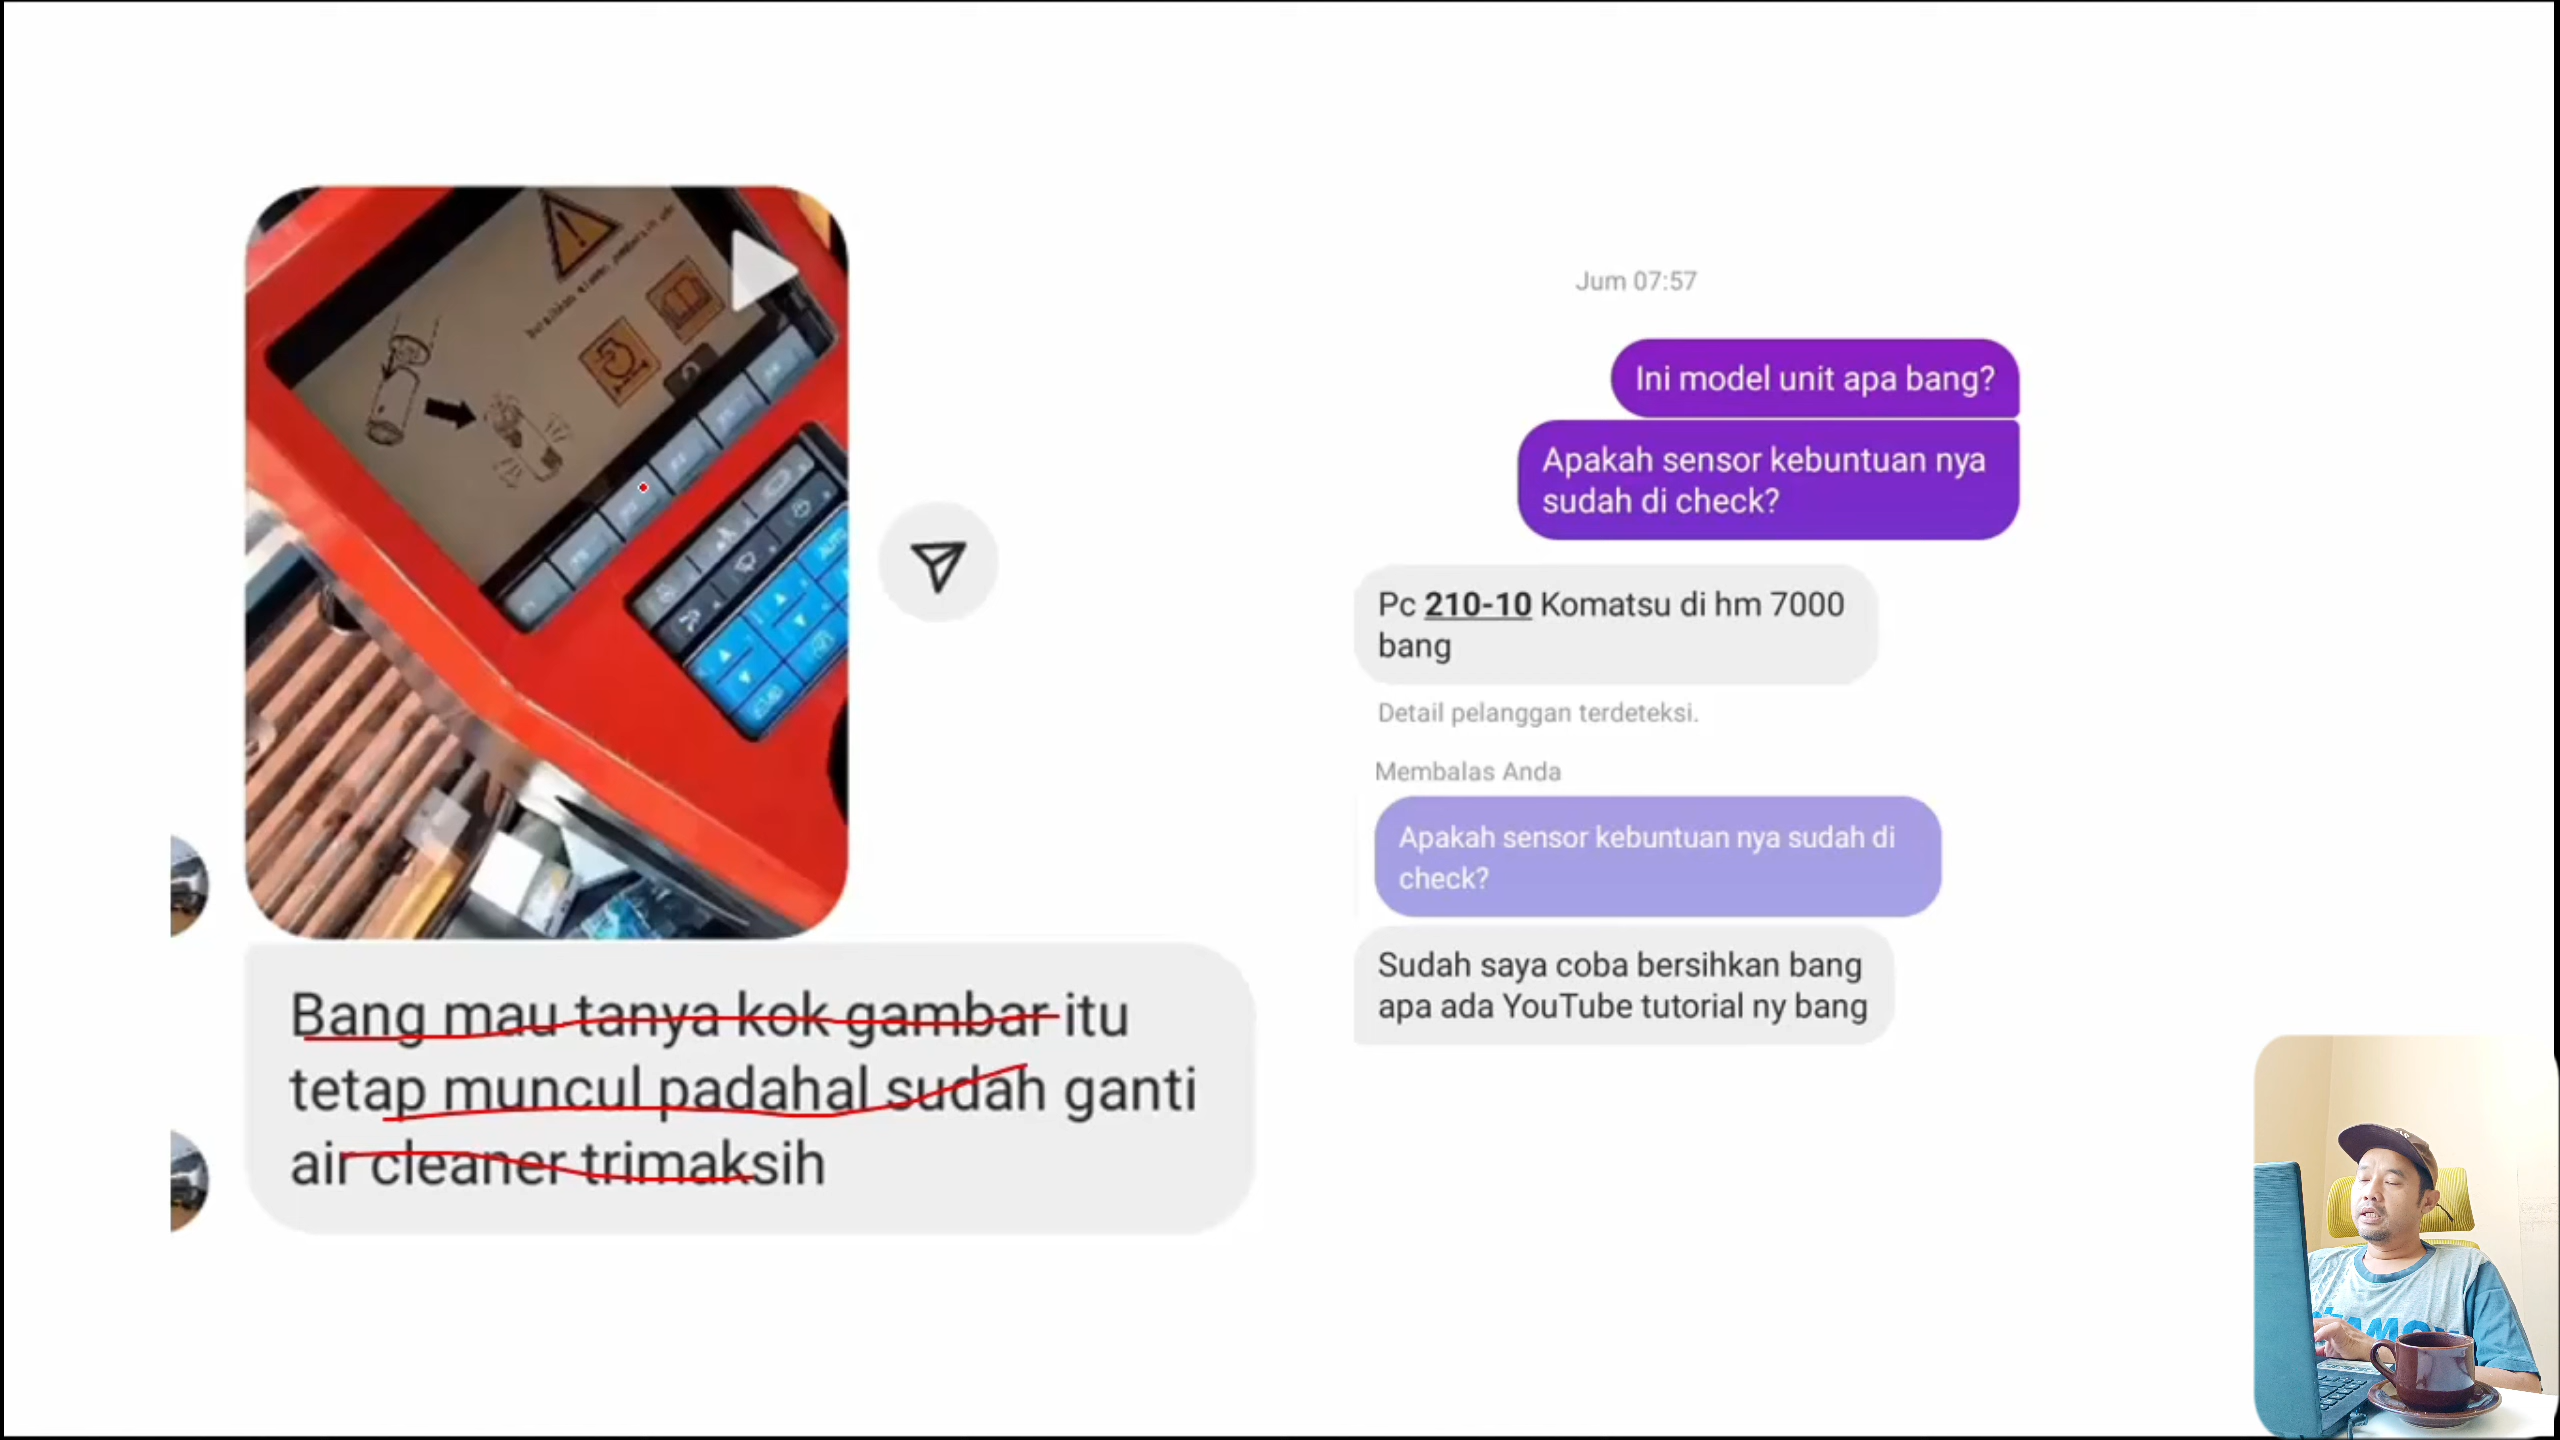 Bang mau tanya kok gambar itu
tetap muncul padahal sudah ganti
air cleaner trimaksih
Jum 07:57
Ini model unit apa bang?
Apakah sensor kebuntuan nya
sudah di check?
Pc 210-10 Komatsu di hm 7000
bang
Detail pelanggan terdeteksi.
Membalas Anda
Apakah sensor kebuntuan nya sudah di
check?
Sudah saya coba bersihkan bang
apa ada YouTube tutorial ny bang